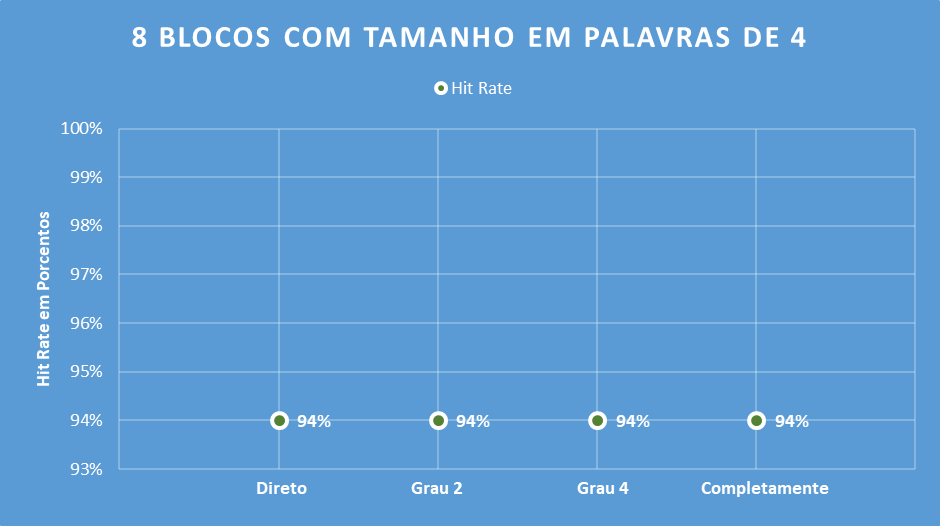 8 BLOCOS COM TAMANHO EM PALAVRAS DE 4
Hit Rate
Hit Rate em Porcentos
100%
99%
98%
97%
96%
95%
94%
93%
94%
94%
94%
94%
Direto
Grau 2
Grau 4
Completamente